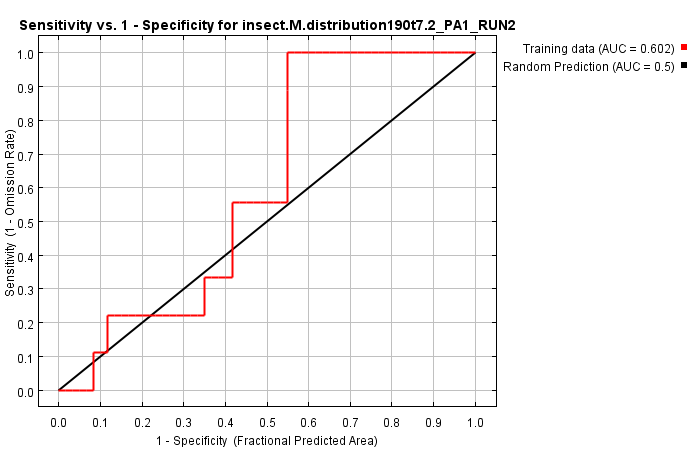 Sensitivity vs. 1 - Specificity for insect.M.distribution190t7.2_PA1_RUN2
Training data (AUC = 0.602)
Random Prediction (AUC = 0.5)
Sensitivity (1 - Omission Rate)
1.0
0.9
0.8
0.7
0.6
0.5
0.4
0.3
0.2
0.1
0.0
0.0 0.1 0.2 0.3 0.4 0.5 0.6 0.7 0.8 0.9 1.0
1 - Specificity (Fractional Predicted Area)